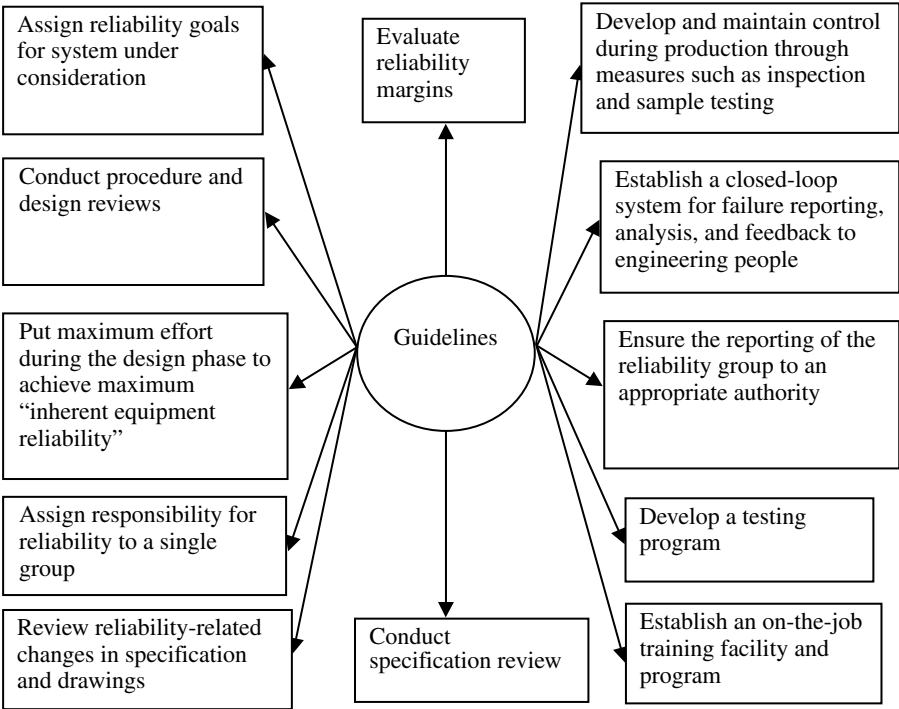 Assign reliability goals
for system under
consideration
Evaluate
reliability
margins
Develop and maintain control
during production through
measures such as inspection
and sample testing
Conduct procedure and
design reviews
Establish a closed-loop
system for failure reporting,
analysis, and feedback to
engineering people
Guidelines
Put maximum effort
during the design phase to
achieve maximum
“inherent equipment
reliability”
Ensure the reporting of the
reliability group to an
appropriate authority
Assign responsibility for
reliability to a single
group
Develop a testing
program
Review reliability-related
changes in specification
and drawings
Conduct
specification review
Establish an on-the-job
training facility and
program